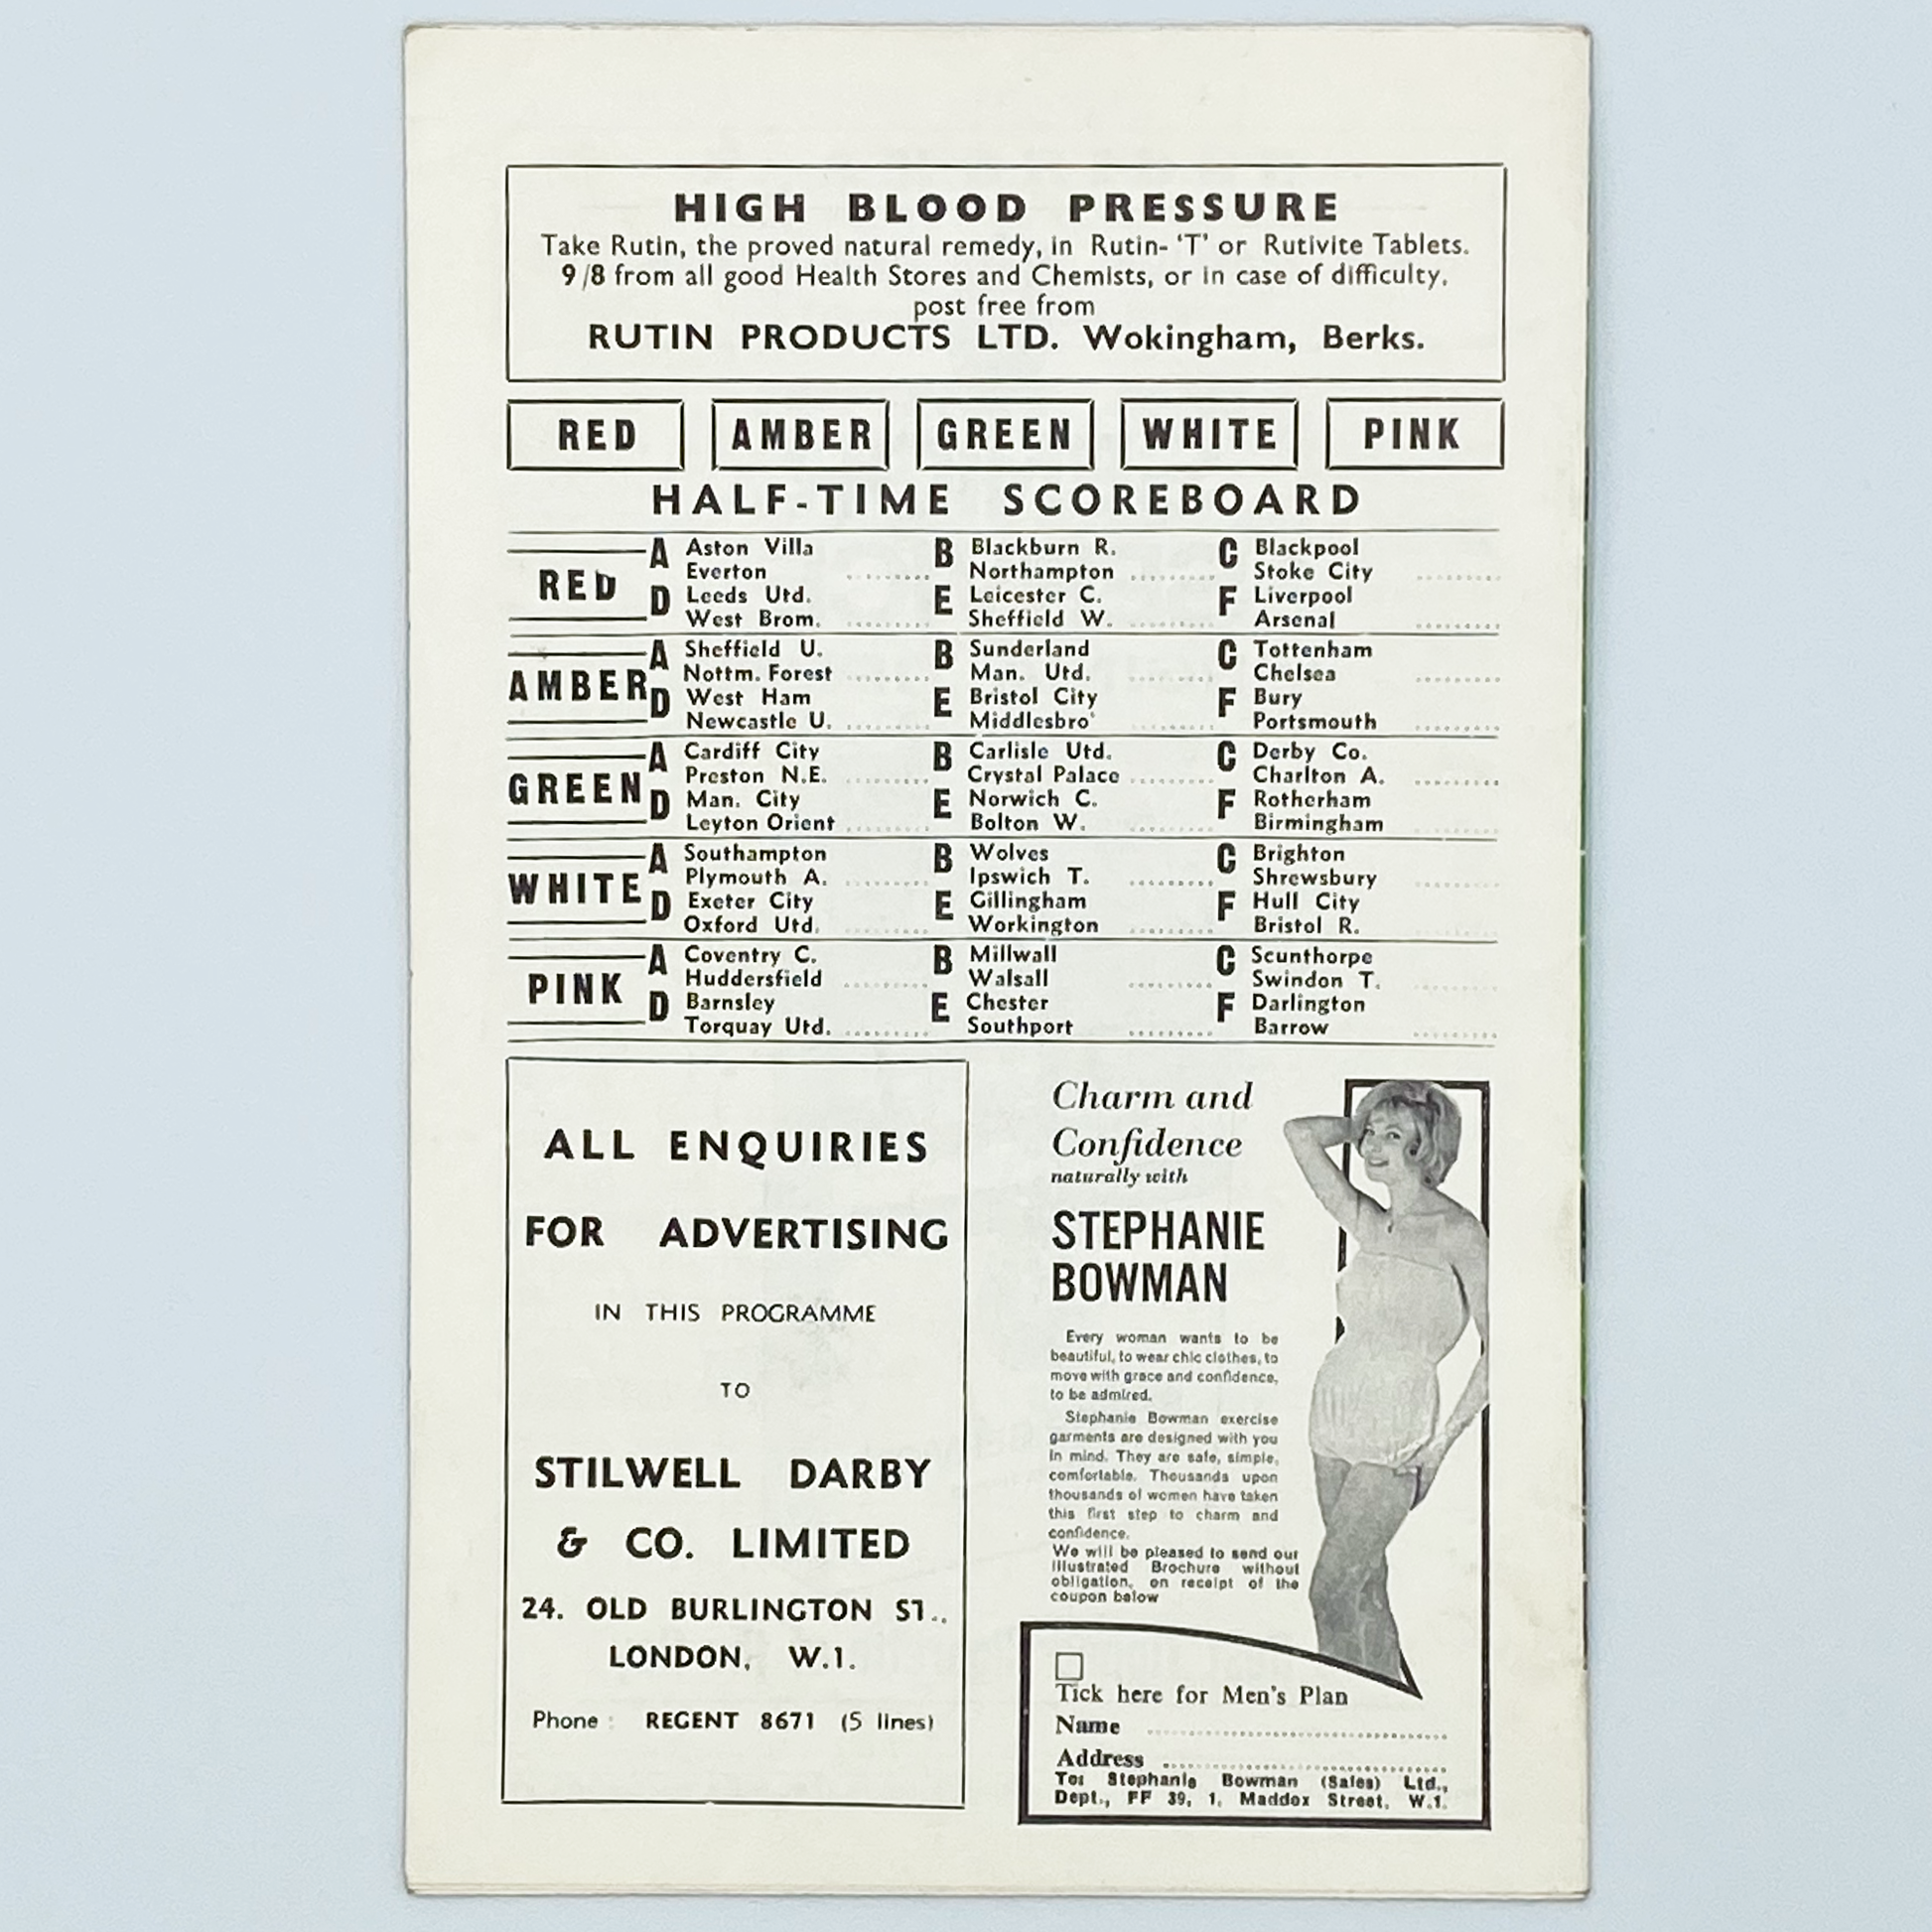 HIGH BLOOD PRESSURE
Take Rutin, the proved natural remedy, in Rutin- 'T' or Rutivite Tablets.
9/8 from all good Health Stores and Chemists, or in case of difficulty,
post free from
RUTIN PRODUCTS LTD. Wokingham, Berks.
RED AMBER GREEN WHITE PINK
HALF-TIME SCOREBOARD
RED
A Aston Villa
Everton ..........
B Blackburn R.
Northampton ..........
C Blackpool
Stoke City ..........
D Leeds Utd.
West Brom. ..........
E Leicester C.
Sheffield W. ..........
F Liverpool
Arsenal ..........
AMBER
A Sheffield U.
Nottm. Forest ..........
B Sunderland
Man. Utd. ..........
C Tottenham
Chelsea ..........
D West Ham
Newcastle U. ..........
E Bristol City
Middlesbro' ..........
F Bury
Portsmouth ..........
GREEN
A Cardiff City
Preston N.E. ..........
B Carlisle Utd.
Crystal Palace ..........
C Derby Co.
Charlton A. ..........
D Man. City
Leyton Orient ..........
E Norwich C.
Bolton W. ..........
F Rotherham
Birmingham ..........
WHITE
A Southampton
Plymouth A. ..........
B Wolves
Ipswich T. ..........
C Brighton
Shrewsbury ..........
D Exeter City
Oxford Utd. ..........
E Gillingham
Workington ..........
F Hull City
Bristol R. ..........
PINK
A Coventry C.
Huddersfield ..........
B Millwall
Walsall ..........
C Scunthorpe
Swindon T. ..........
D Barnsley
Torquay Utd. ..........
E Chester
Southport ..........
F Darlington
Barrow ..........
ALL ENQUIRIES
FOR ADVERTISING
IN THIS PROGRAMME
TO
STILWELL DARBY
& CO. LIMITED
24. OLD BURLINGTON ST.,
LONDON, W.1.
Phone : REGENT 8671 (5 lines)
Charm and
Confidence
naturally with
STEPHANIE
BOWMAN
Every woman wants to be
beautiful, to wear chic clothes, to
move with grace and confidence,
to be admired.
Stephanie Bowman exercise
garments are designed with you
in mind. They are safe, simple,
comfortable. Thousands upon
thousands of women have taken
this first step to charm and
confidence.
We will be pleased to send our
Illustrated Brochure without
obligation, on receipt of the
coupon below
Tick here for Men's Plan
Name ..........
Address ..........
To: Stephanie Bowman (Sales) Ltd.,
Dept., FF 39, 1, Maddox Street, W.1.